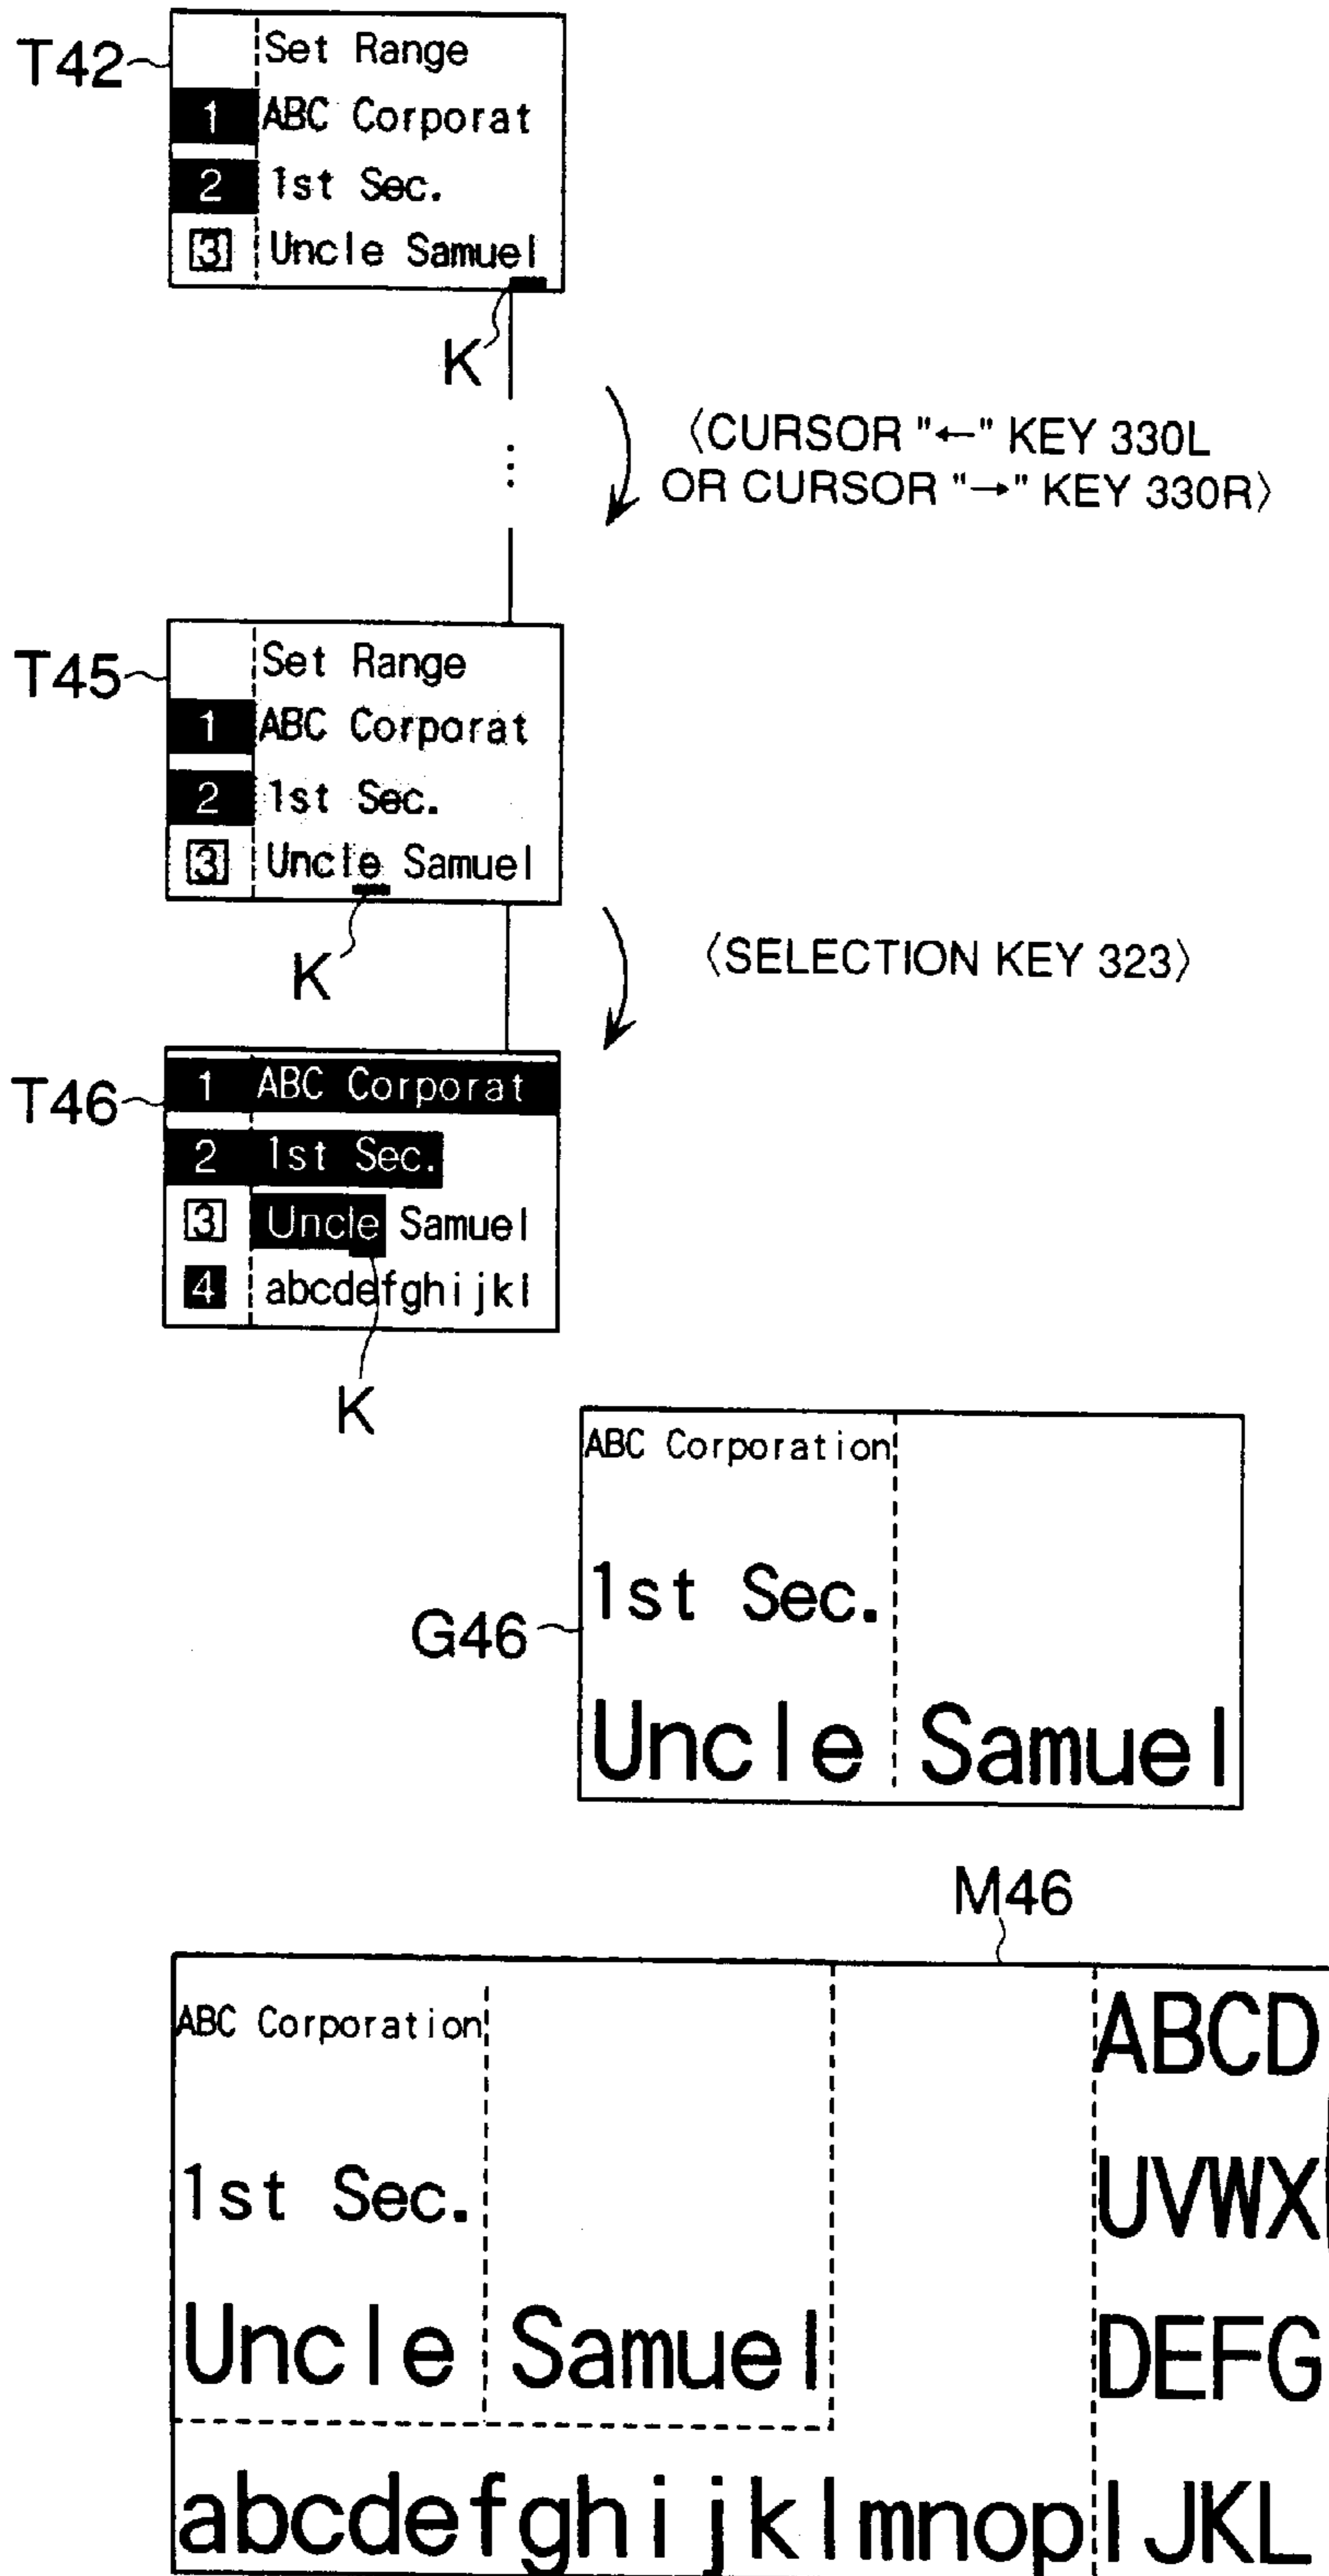 T42
Set Range
1 ABC Corporat
2 1st Sec.
3 Uncle Samuel
K
〈CURSOR "←" KEY 330L
OR CURSOR "→" KEY 330R〉
T45
Set Range
1 ABC Corporat
2 1st Sec.
3 Uncle Samuel
K
〈SELECTION KEY 323〉
T46
1 ABC Corporat
2 1st Sec.
3 Uncle Samuel
4 abcdefghijkl
K
G46
ABC Corporation
1st Sec.
Uncle Samuel
M46
ABC Corporation ABCD
1st Sec. UVWX
Uncle Samuel DEFG
abcdefghijklmnop IJKL